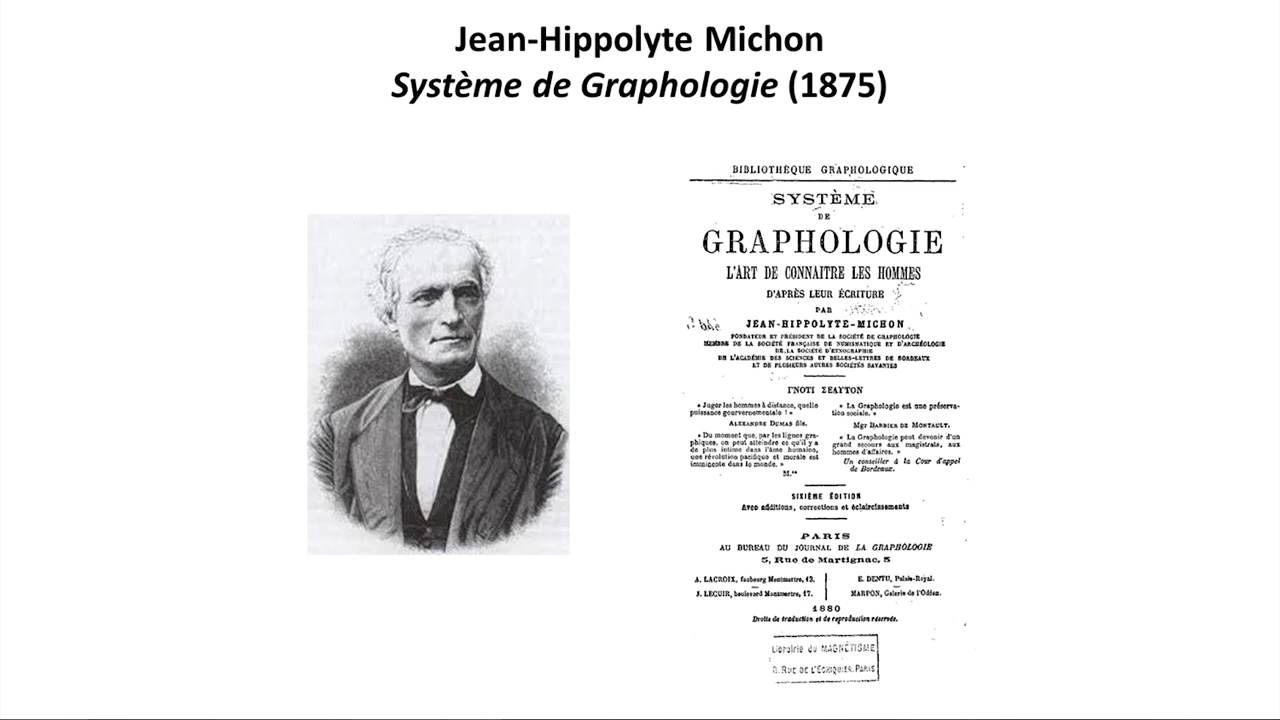 Jean-Hippolyte Michon
Système de Graphologie (1875)
BIBLIOTHÈQUE GRAPHOLOGIQUE
SYSTÈME
DE
GRAPHOLOGIE
L'ART DE CONNAITRE LES HOMMES
D'APRÈS LEUR ÉCRITURE
PAR
JEAN-HIPPOLYTE-MICHON
FONDATEUR ET PRÉSIDENT DE LA SOCIÉTÉ DE GRAPHOLOGIE
MEMBRE DE LA SOCIÉTÉ FRANÇAISE DE NUMISMATIQUE ET D'ARCHÉOLOGIE
DE LA SOCIÉTÉ D'ETNOGRAPHIE
DE L'ACADÉMIE DES SCIENCES ET BELLES-LETTRES DE BORDEAUX
ET DE PLUSIEURS AUTRES SOCIÉTÉS SAVANTES
ΓΝΟΤΙ ΣΕΑΥΤΟΝ
« Juger les hommes à distance, quelle
puissance gouvernementale ! »
ALEXANDRE DUMAS fils.
« Du moment que, par les lignes gra-
phiques, on peut atteindre ce qu'il y a
de plus intime dans l'âme humaine,
une révolution pacifique et morale est
imminente dans le monde. »
M.**
« La Graphologie est une préserva-
tion sociale. »
Mgr BARBIER DE MONTAULT.
« La Graphologie peut devenir d'un
grand secours aux magistrats, aux
hommes d'affaires. »
Un conseiller à la Cour d'appel
de Bordeaux.
SIXIÈME ÉDITION
Avec additions, corrections et éclaircissements
PARIS
AU BUREAU DU JOURNAL DE LA GRAPHOLOGIE
5, Rue de Martignac, 5
A. LACROIX, faubourg Montmartre, 13.
J. LECUIR, boulevard Montmartre, 17.
E. DENTU, Palais-Royal.
MARPON, Galerie de l'Odéon.
1880
Droits de traduction et de reproduction réservés.
Librairie du MAGNÉTISME
RUE DE L'ÉCHIQUIER, PARIS